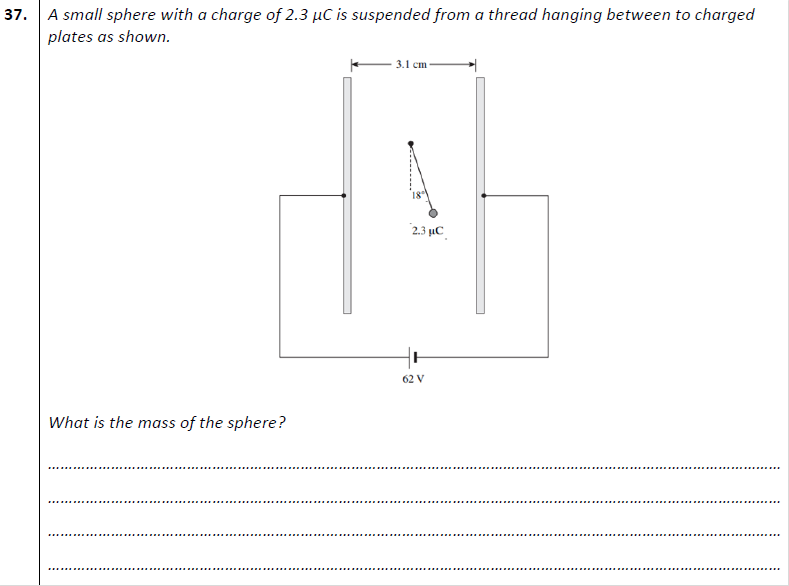 37. A small sphere with a charge of 2.3 μC is suspended from a thread hanging between to charged
plates as shown.
3.1 cm
18°
2.3 μC
62 V
What is the mass of the sphere?